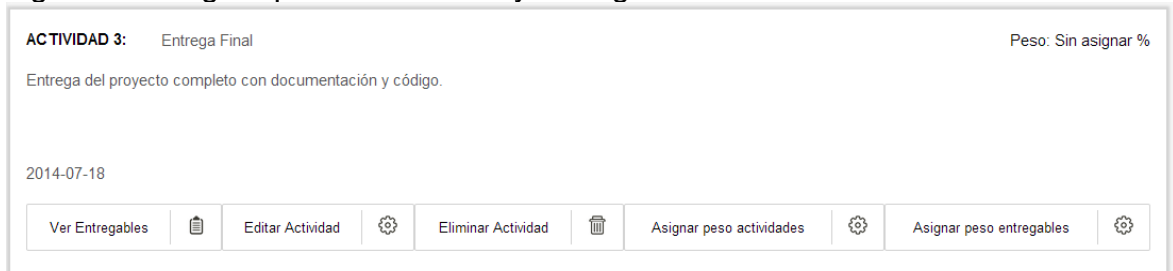 ACTIVIDAD 3: Entrega Final Peso: Sin asignar %
Entrega del proyecto completo con documentación y código.
2014-07-18
Ver Entregables Editar Actividad Eliminar Actividad Asignar peso actividades Asignar peso entregables